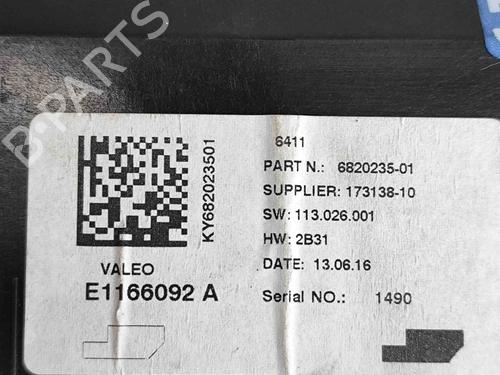 B-PARTS
6411
PART N.: 6820235-01
SUPPLIER: 173138-10
SW: 113.026.001
HW: 2B31
DATE: 13.06.16
Serial NO.: 1490
KY682023501
VALEO
E1166092 A